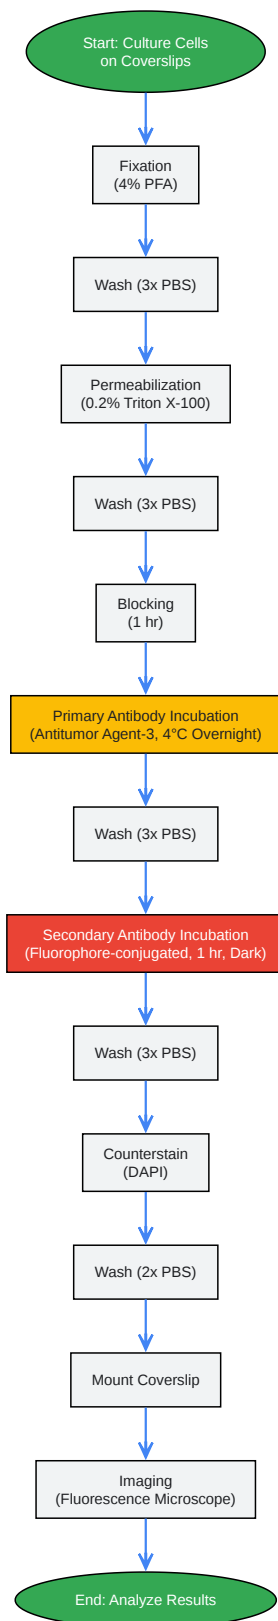 Start: Culture Cells
on Coverslips
Fixation
(4% PFA)
Wash (3x PBS)
Permeabilization
(0.2% Triton X-100)
Wash (3x PBS)
Blocking
(1 hr)
Primary Antibody Incubation
(Antitumor Agent-3, 4°C Overnight)
Wash (3x PBS)
Secondary Antibody Incubation
(Fluorophore-conjugated, 1 hr, Dark)
Wash (3x PBS)
Counterstain
(DAPI)
Wash (2x PBS)
Mount Coverslip
Imaging
(Fluorescence Microscope)
End: Analyze Results